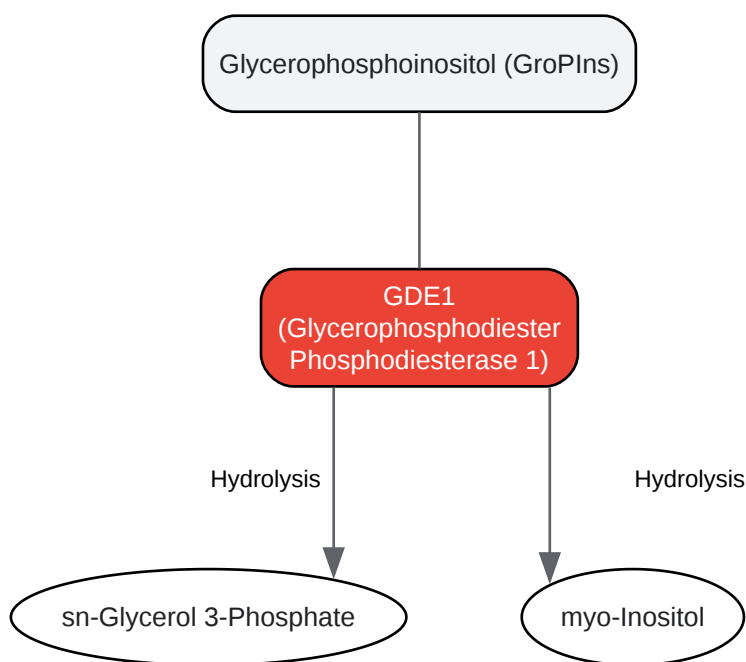 Glycerophosphoinositol (GroPIns)
GDE1
(Glycerophosphodiester
Phosphodiesterase 1)
Hydrolysis
Hydrolysis
sn-Glycerol 3-Phosphate
myo-Inositol